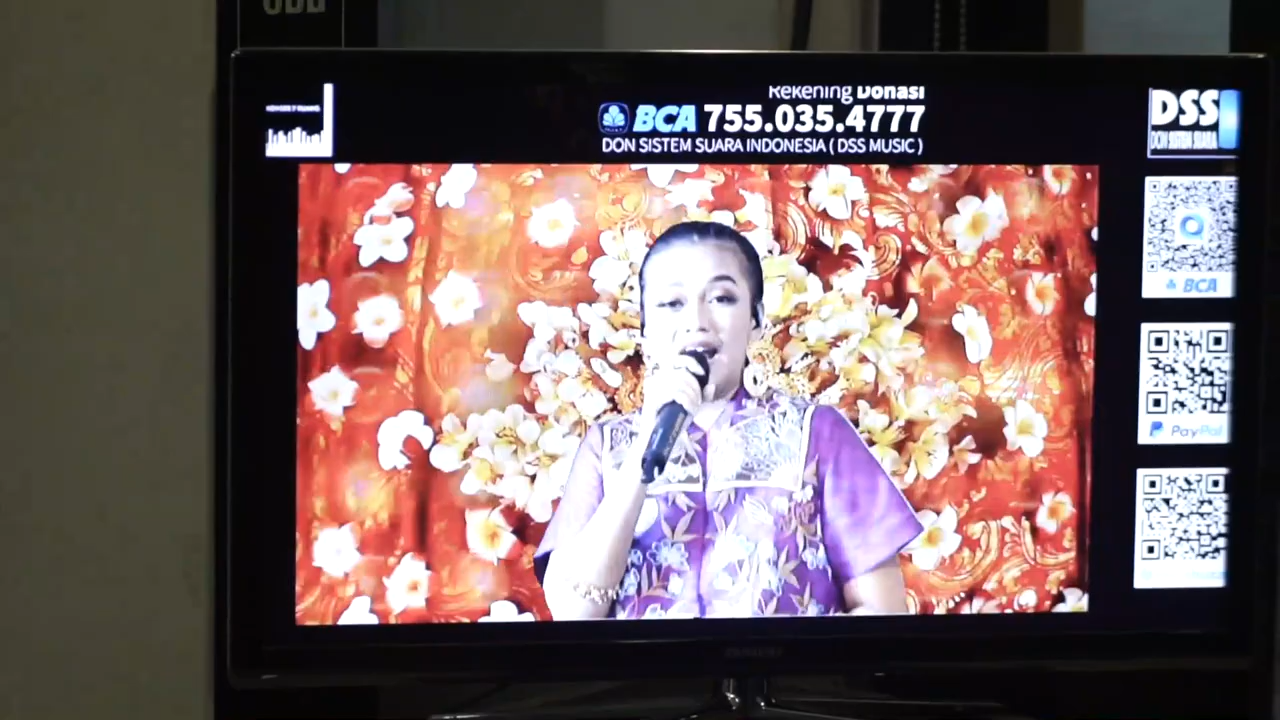 Rekening Donasi
BCA 755.035.4777
DON SISTEM SUARA INDONESIA ( DSS MUSIC )
DSS
DON SISTEM SUARA
BCA
PayPal